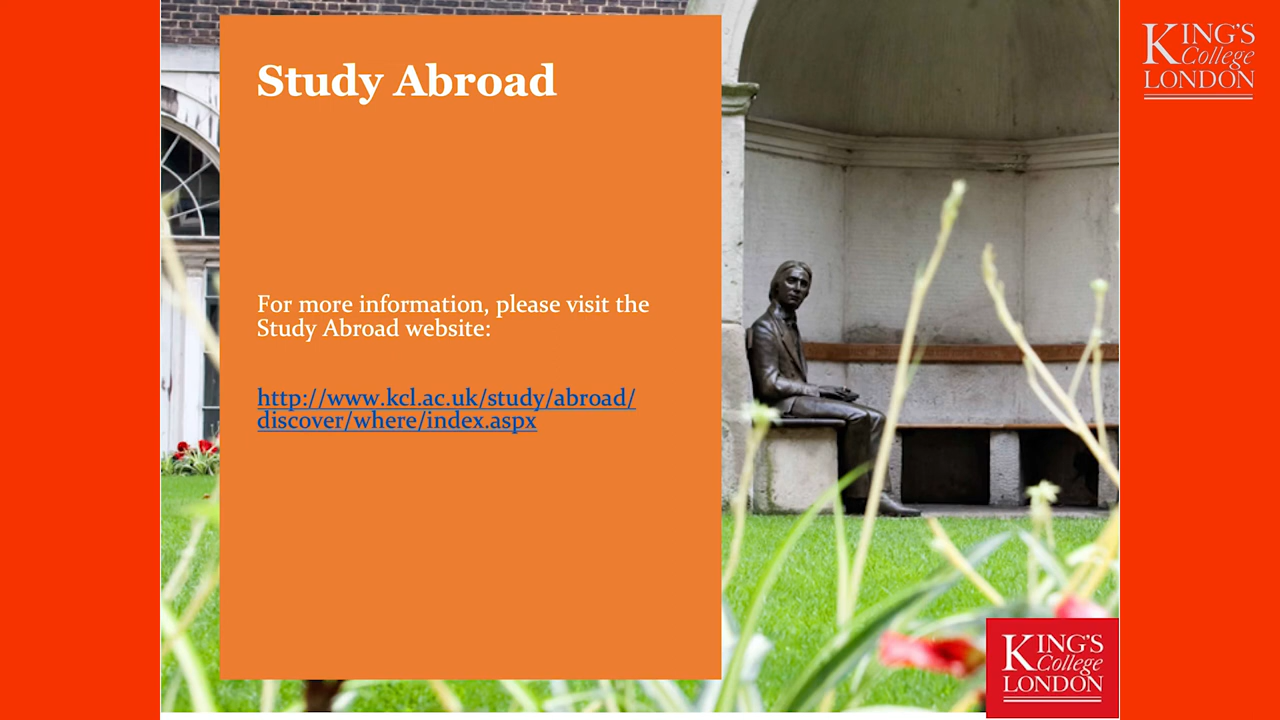 Study Abroad
For more information, please visit the
Study Abroad website:
http://www.kcl.ac.uk/study/abroad/
discover/where/index.aspx
KING'S
College
LONDON
KING'S
College
LONDON